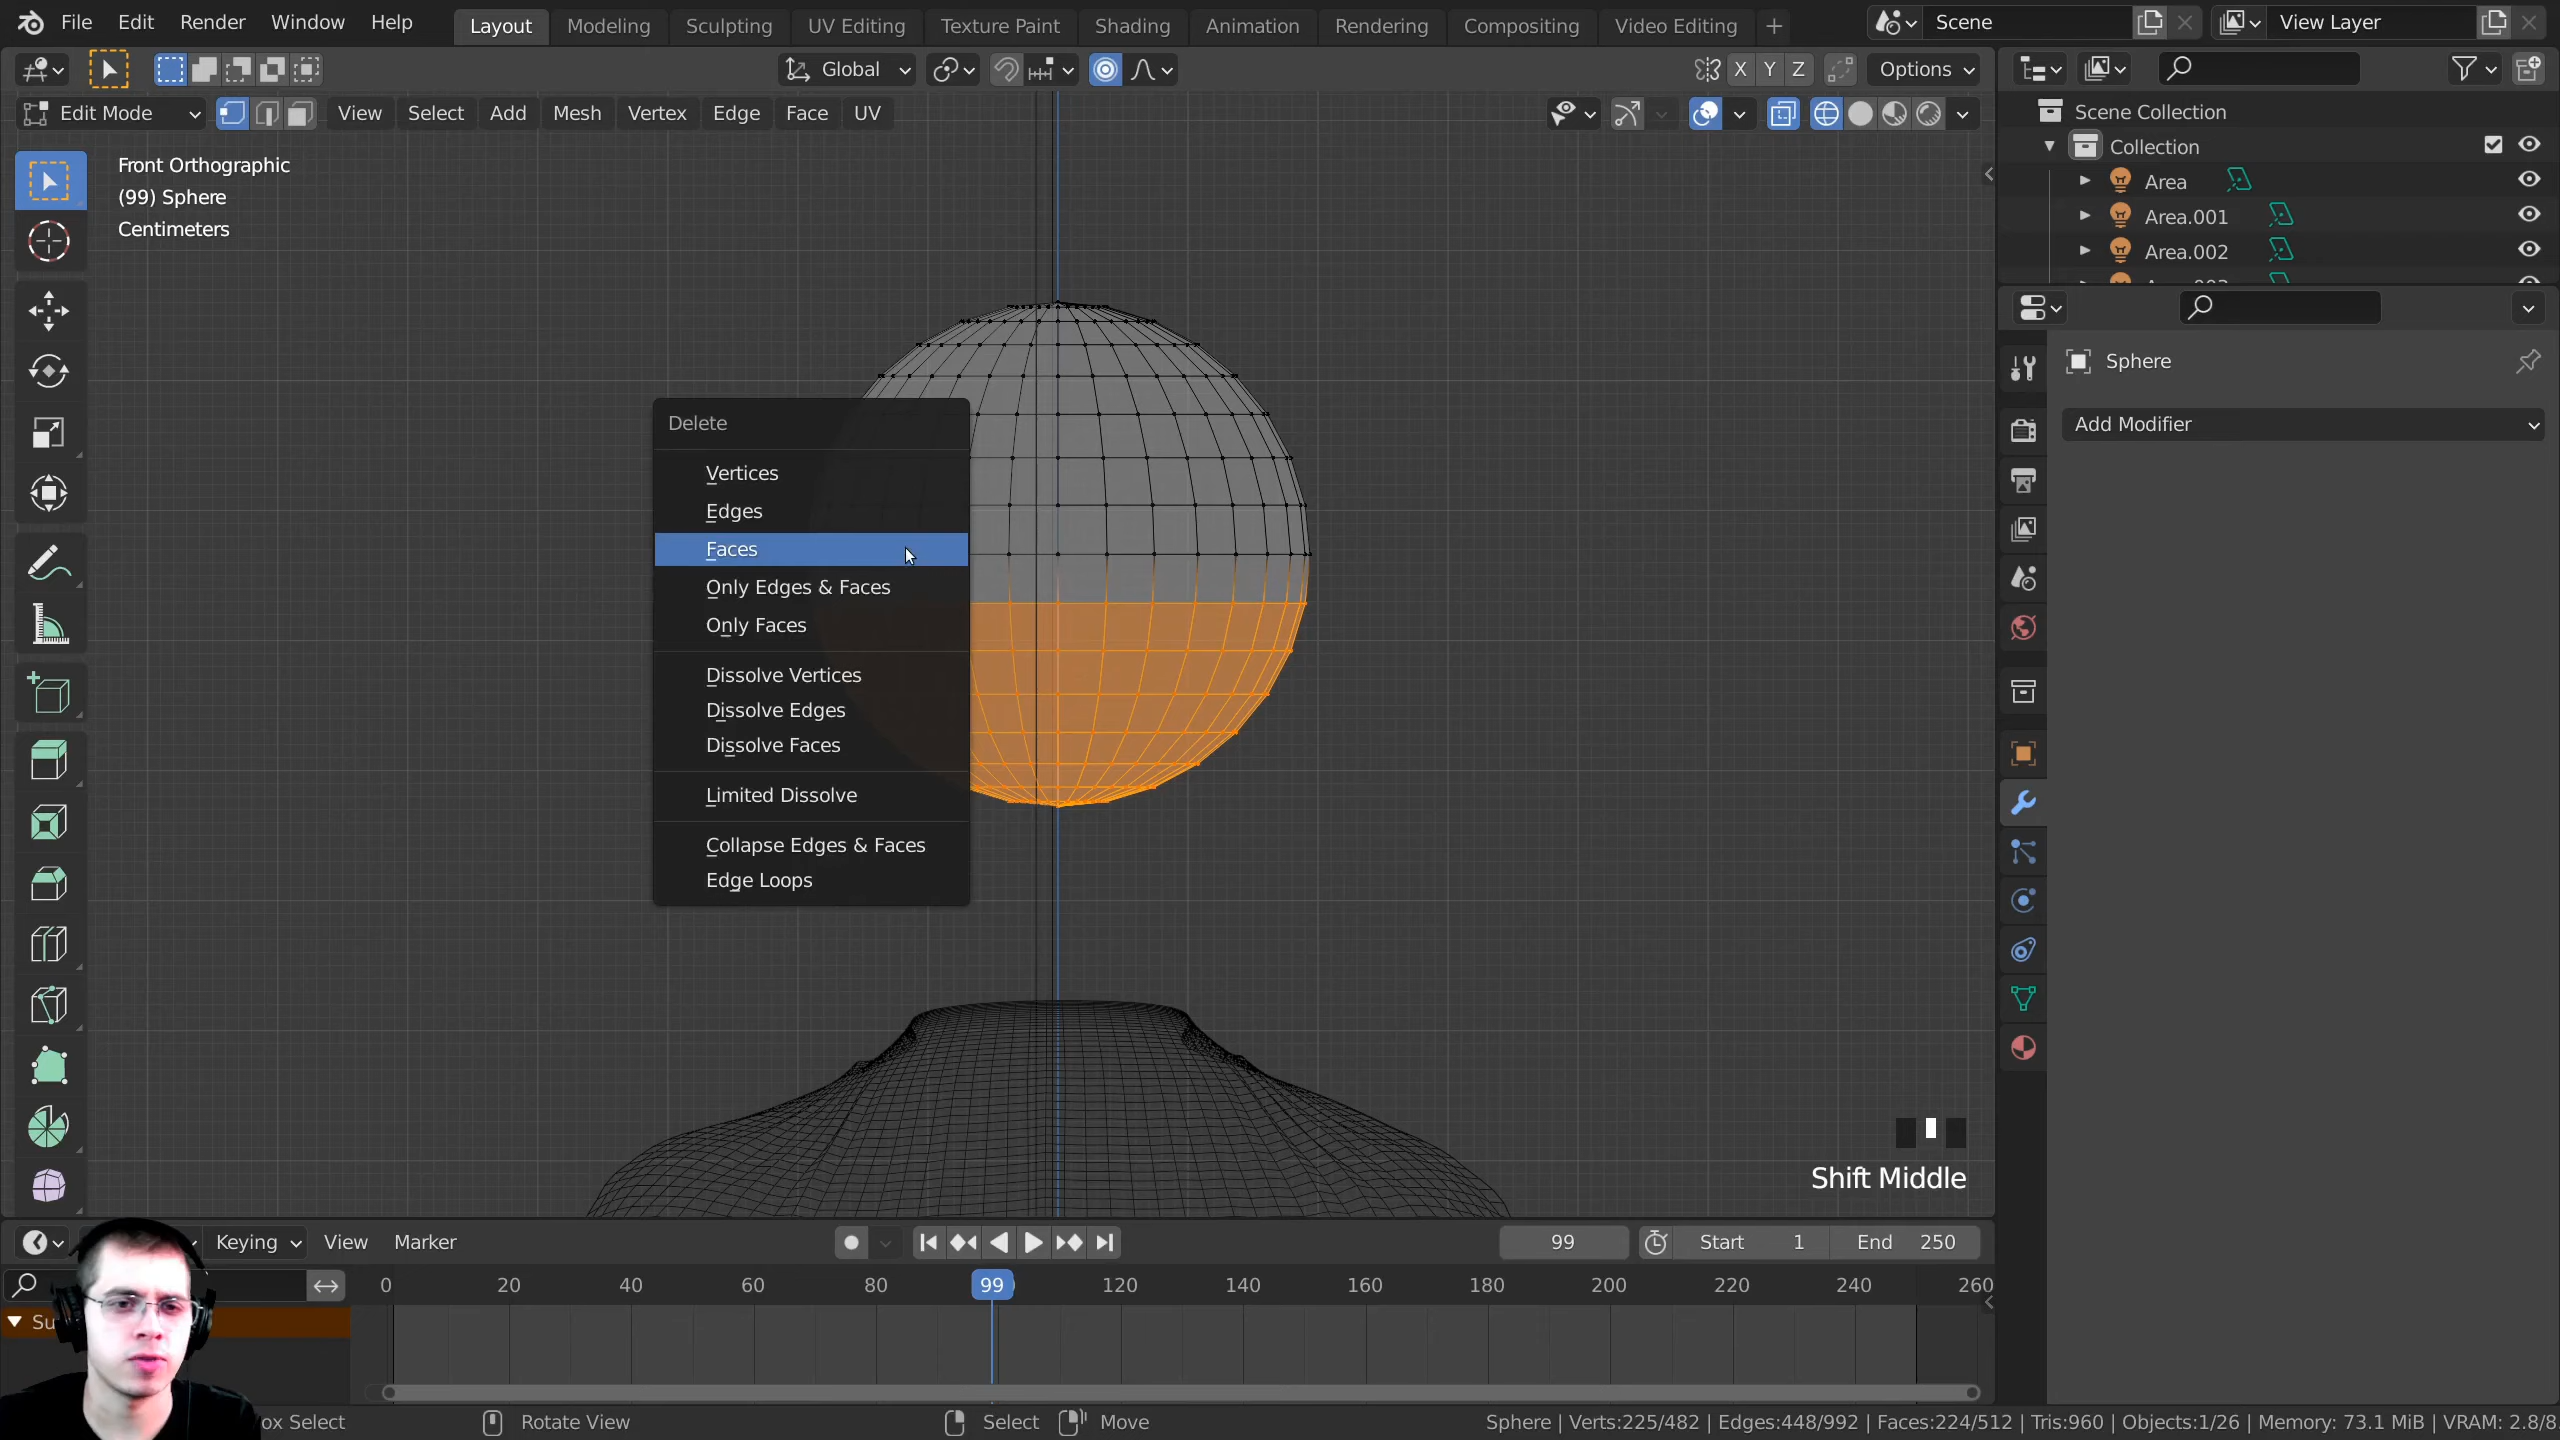 File Edit Render Window Help Layout Modeling Sculpting UV Editing Texture Paint Shading Animation Rendering Compositing Video Editing Scene View Layer
Global X Y Z Options
Edit Mode View Select Add Mesh Vertex Edge Face UV
Scene Collection
Collection
Area
Area.001
Area.002
Front Orthographic
(99) Sphere
Centimeters
Sphere
Add Modifier
Delete
Vertices
Edges
Faces
Only Edges & Faces
Only Faces
Dissolve Vertices
Dissolve Edges
Dissolve Faces
Limited Dissolve
Collapse Edges & Faces
Edge Loops
Shift Middle
Keying View Marker 99 Start 1 End 250
0 20 40 60 80 99 120 140 160 180 200 220 240 260
Su
ox Select Rotate View Select Move Sphere | Verts:225/482 | Edges:448/992 | Faces:224/512 | Tris:960 | Objects:1/26 | Memory: 73.1 MiB | VRAM: 2.8/8.